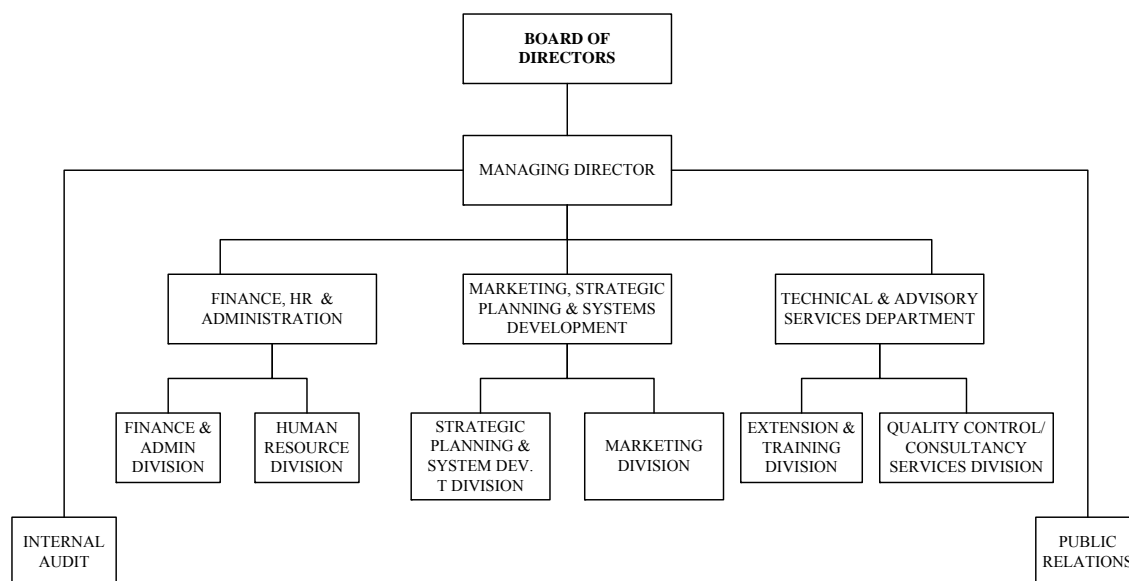 BOARD OF
DIRECTORS
MANAGING DIRECTOR
FINANCE, HR &
ADMINISTRATION
MARKETING, STRATEGIC
PLANNING & SYSTEMS
DEVELOPMENT
TECHNICAL & ADVISORY
SERVICES DEPARTMENT
FINANCE &
ADMIN
DIVISION
HUMAN
RESOURCE
DIVISION
STRATEGIC
PLANNING &
SYSTEM DEV.
T DIVISION
MARKETING
DIVISION
EXTENSION &
TRAINING
DIVISION
QUALITY CONTROL/
CONSULTANCY
SERVICES DIVISION
INTERNAL
AUDIT
PUBLIC
RELATIONS